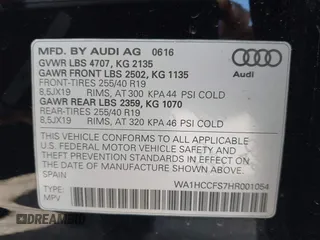 MFD. BY AUDI AG 0616
GVWR LBS 4707, KG 2135
GAWR FRONT LBS 2502, KG 1135
FRONT-TIRES 255/40 R19
8,5JX19 RIMS, AT 300 KPA 44 PSI COLD
GAWR REAR LBS 2359, KG 1070
REAR-TIRES 255/40 R19
8,5JX19 RIMS, AT 320 KPA 46 PSI COLD
Audi
THIS VEHICLE CONFORMS TO ALL APPLICABLE
U.S. FEDERAL MOTOR VEHICLE SAFETY AND
THEFT PREVENTION STANDARDS IN EFFECT ON
THE DATE OF MANUFACTURE SHOWN ABOVE.
SPAIN
TYPE: WA1HCCFS7HR001054
MPV
DREAMBID